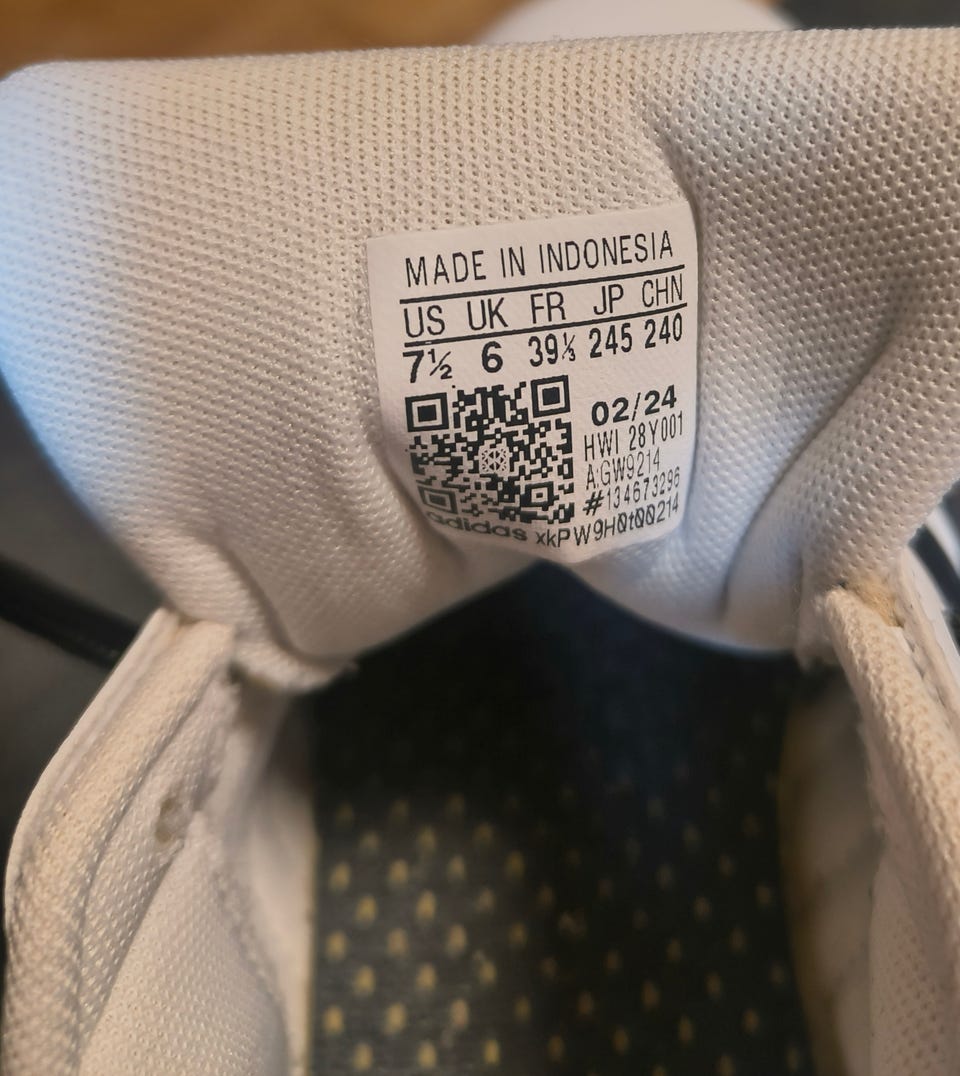 MADE IN INDONESIA
US UK FR JP CHN
7½ 6 39⅓ 245 240
02/24
HWI 28Y001
A:GW9214
#134673296
adidas xkPW9H0t00214